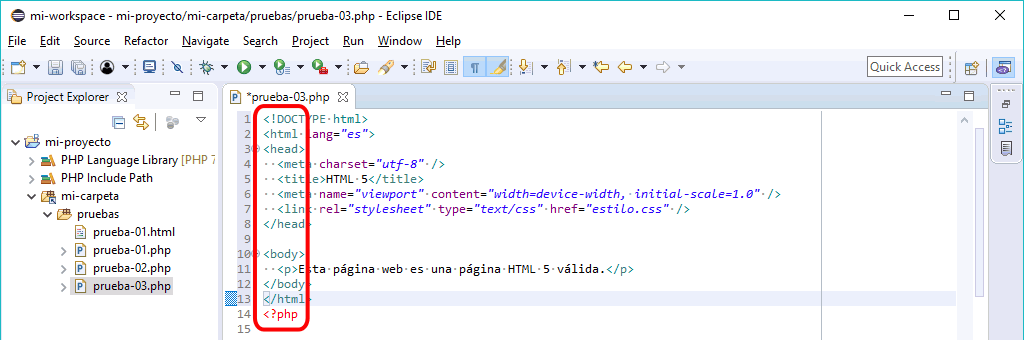 mi-workspace - mi-proyecto/mi-carpeta/pruebas/prueba-03.php - Eclipse IDE
File Edit Source Refactor Navigate Search Project Run Window Help
Quick Access
Project Explorer
*prueba-03.php
mi-proyecto
PHP Language Library [PHP 7
PHP Include Path
mi-carpeta
pruebas
prueba-01.html
prueba-01.php
prueba-02.php
prueba-03.php
1 <!DOCTYPE·html>
2 <html·lang="es">
3 <head>
4 ··<meta·charset="utf-8"·/>
5 ··<title>HTML·5</title>
6 ··<meta·name="viewport"·content="width=device-width,·initial-scale=1.0"·/>
7 ··<link·rel="stylesheet"·type="text/css"·href="estilo.css"·/>
8 </head>
9
10 <body>
11 ··<p>Esta·página·web·es·una·página·HTML·5·válida.</p>
12 </body>
13 </html>
14 <?php
15